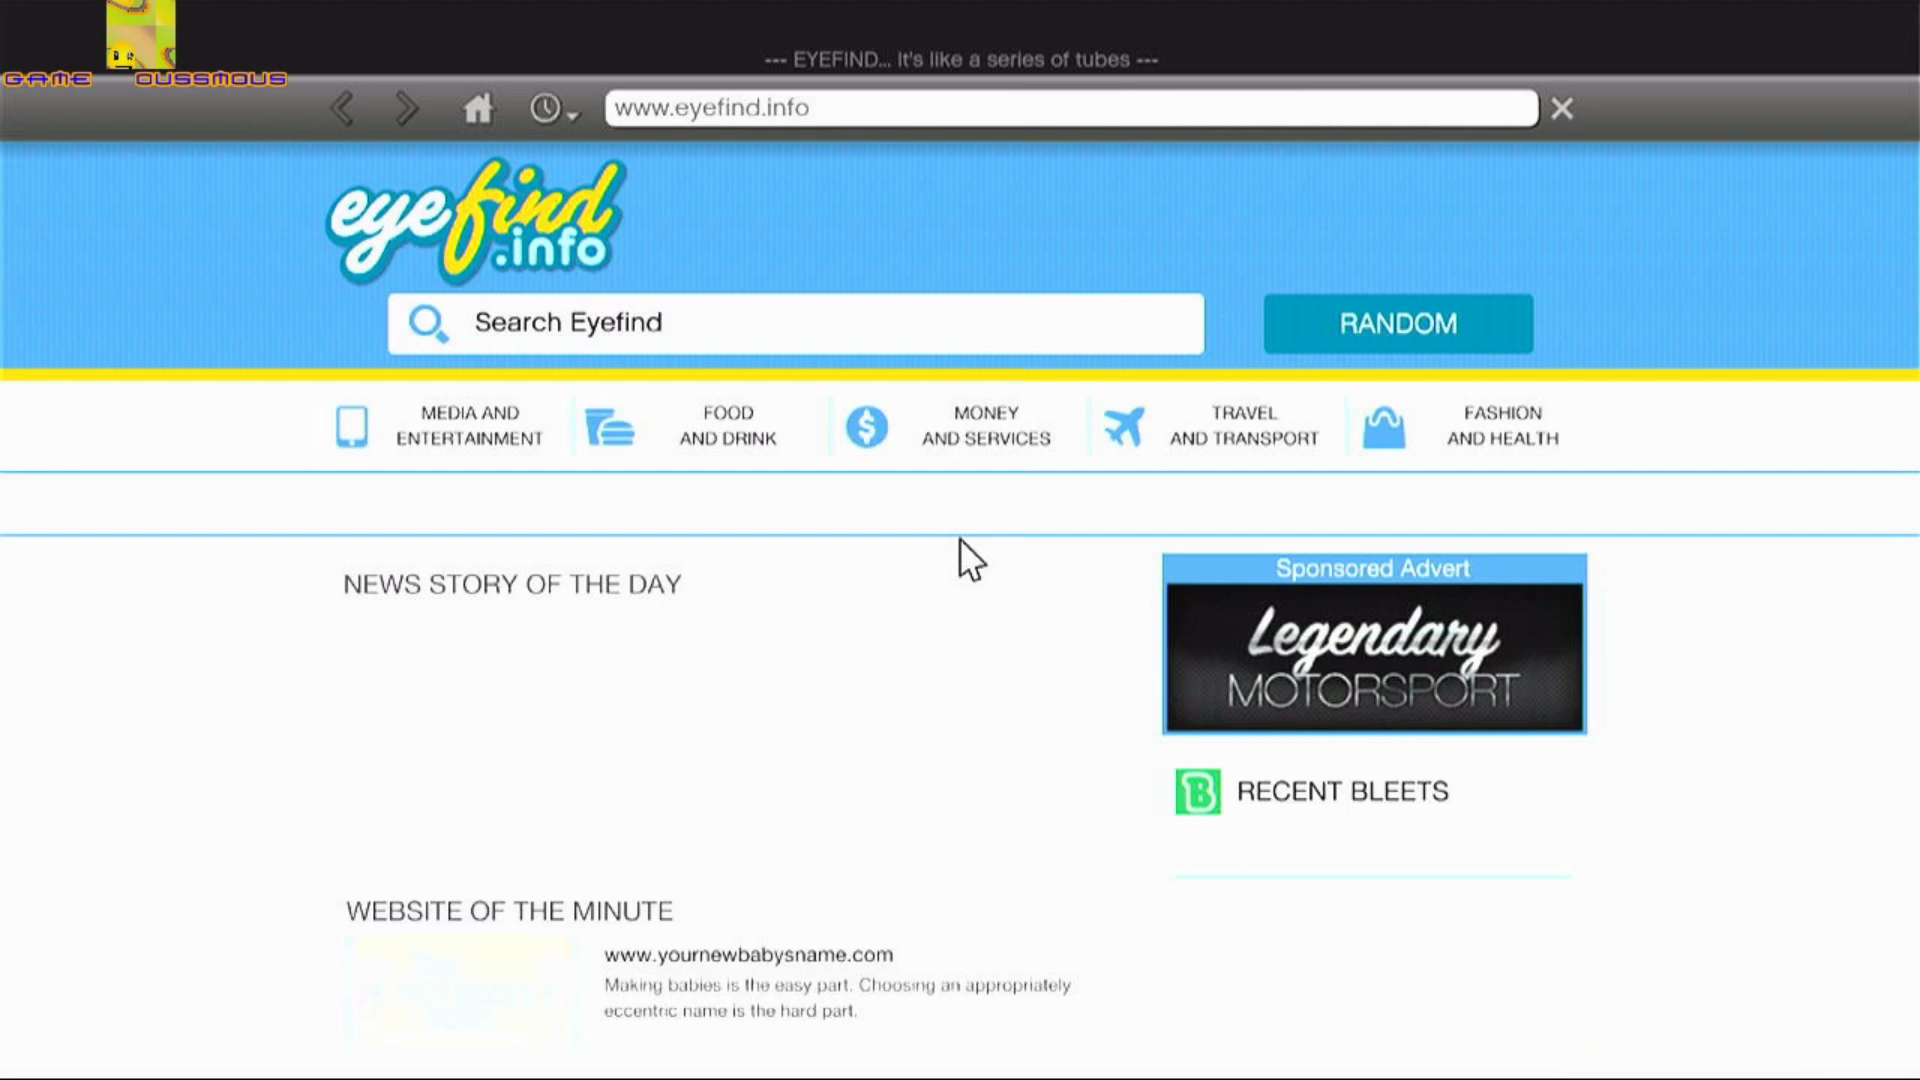 GAME OUSSMOUS
--- EYEFIND... It's like a series of tubes ---
www.eyefind.info
eyefind
.info
Search Eyefind
RANDOM
MEDIA AND
ENTERTAINMENT
FOOD
AND DRINK
MONEY
AND SERVICES
TRAVEL
AND TRANSPORT
FASHION
AND HEALTH
NEWS STORY OF THE DAY
Sponsored Advert
Legendary
MOTORSPORT
B RECENT BLEETS
WEBSITE OF THE MINUTE
www.yournewbabysname.com
Making babies is the easy part. Choosing an appropriately
eccentric name is the hard part.